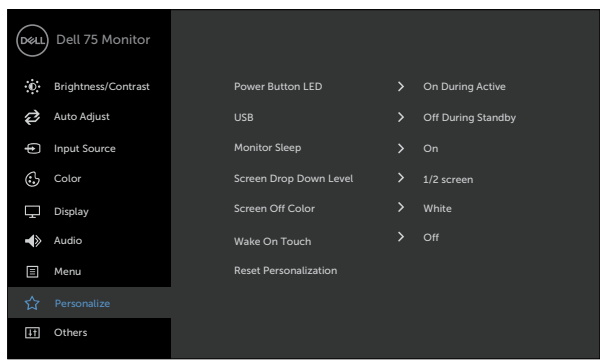 DELL
Dell 75 Monitor
Brightness/Contrast
Auto Adjust
Input Source
Color
Display
Audio
Menu
Personalize
Others
Power Button LED > On During Active
USB > Off During Standby
Monitor Sleep > On
Screen Drop Down Level > 1/2 screen
Screen Off Color > White
Wake On Touch > Off
Reset Personalization